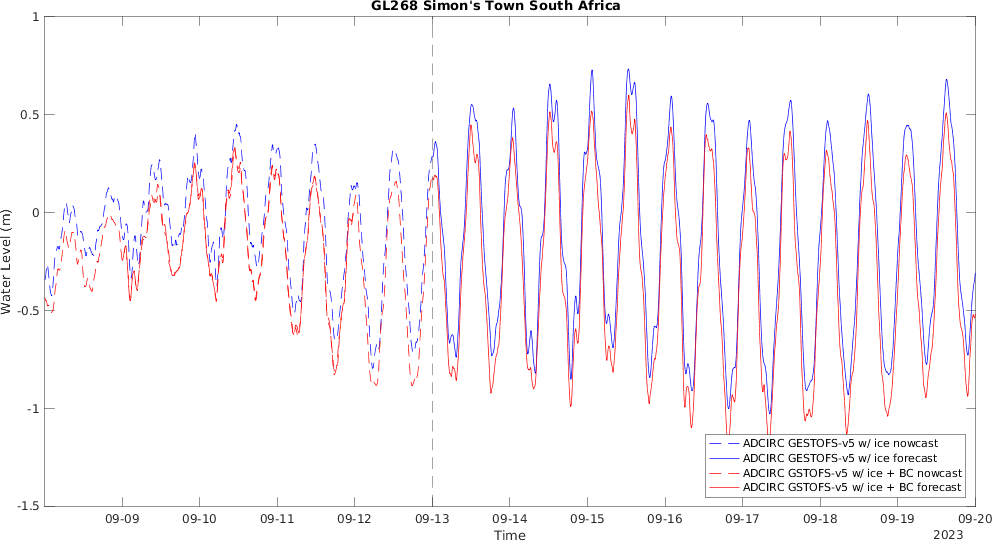 GL268 Simon's Town South Africa
1
0.5
0
-0.5
-1
-1.5
Water Level (m)
ADCIRC GESTOFS-v5 w/ ice nowcast
ADCIRC GESTOFS-v5 w/ ice forecast
ADCIRC GSTOFS-v5 w/ ice + BC nowcast
ADCIRC GSTOFS-v5 w/ ice + BC forecast
09-09 09-10 09-11 09-12 09-13 09-14 09-15 09-16 09-17 09-18 09-19 09-20
Time
2023